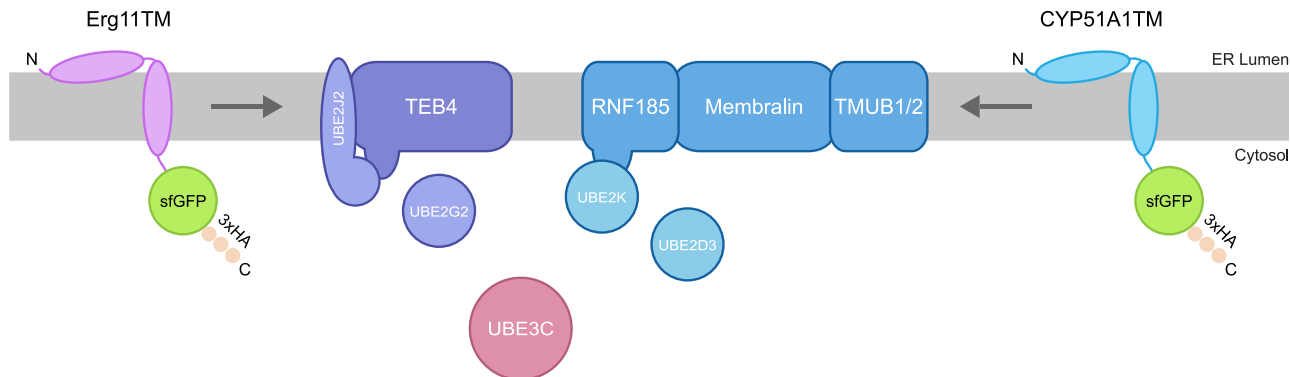 Erg11TM
CYP51A1TM
N
N
ER Lumen
UBE2J2
TEB4
RNF185
Membralin
TMUB1/2
Cytosol
sfGFP
UBE2G2
UBE2K
sfGFP
3xHA
3xHA
UBE2D3
C
C
UBE3C